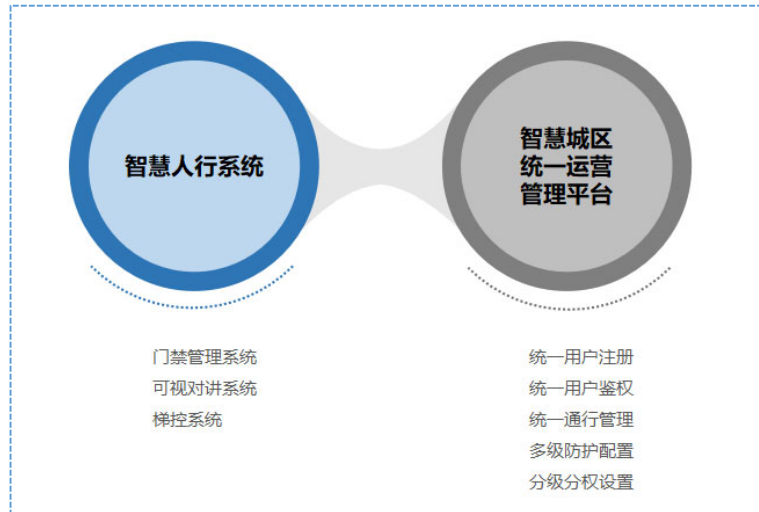 智慧人行系统
智慧城区
统一运营
管理平台
门禁管理系统
可视对讲系统
梯控系统
统一用户注册
统一用户鉴权
统一通行管理
多级防护配置
分级分权设置